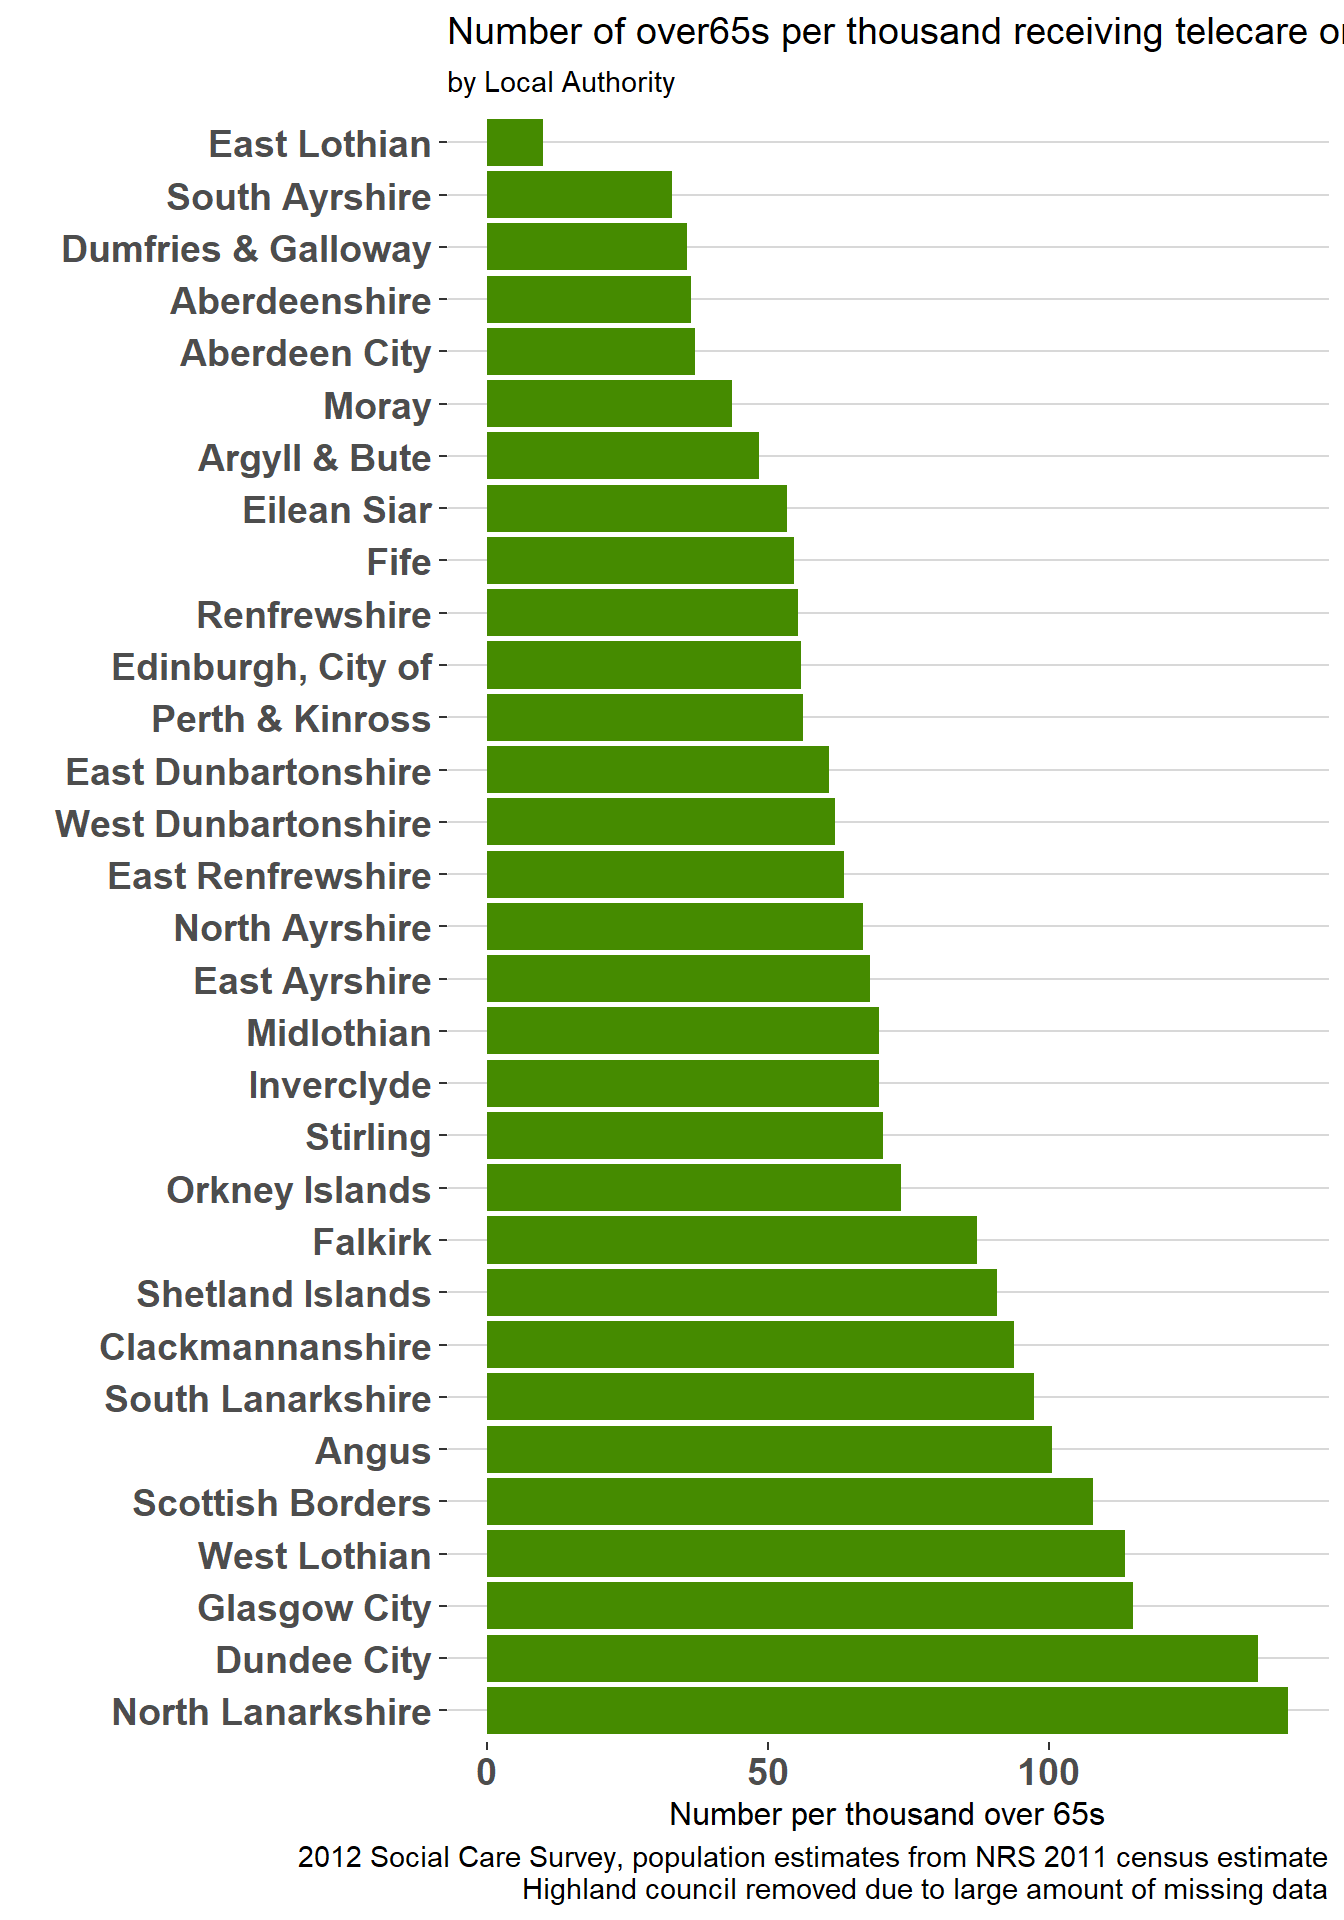 Number of over65s per thousand receiving telecare
by Local Authority
East Lothian
South Ayrshire
Dumfries & Galloway
Aberdeenshire
Aberdeen City
Moray
Argyll & Bute
Eilean Siar
Fife
Renfrewshire
Edinburgh, City of
Perth & Kinross
East Dunbartonshire
West Dunbartonshire
East Renfrewshire
North Ayrshire
East Ayrshire
Midlothian
Inverclyde
Stirling
Orkney Islands
Falkirk
Shetland Islands
Clackmannanshire
South Lanarkshire
Angus
Scottish Borders
West Lothian
Glasgow City
Dundee City
North Lanarkshire
0 50 100
Number per thousand over 65s
2012 Social Care Survey, population estimates from NRS 2011 census estimate
Highland council removed due to large amount of missing data